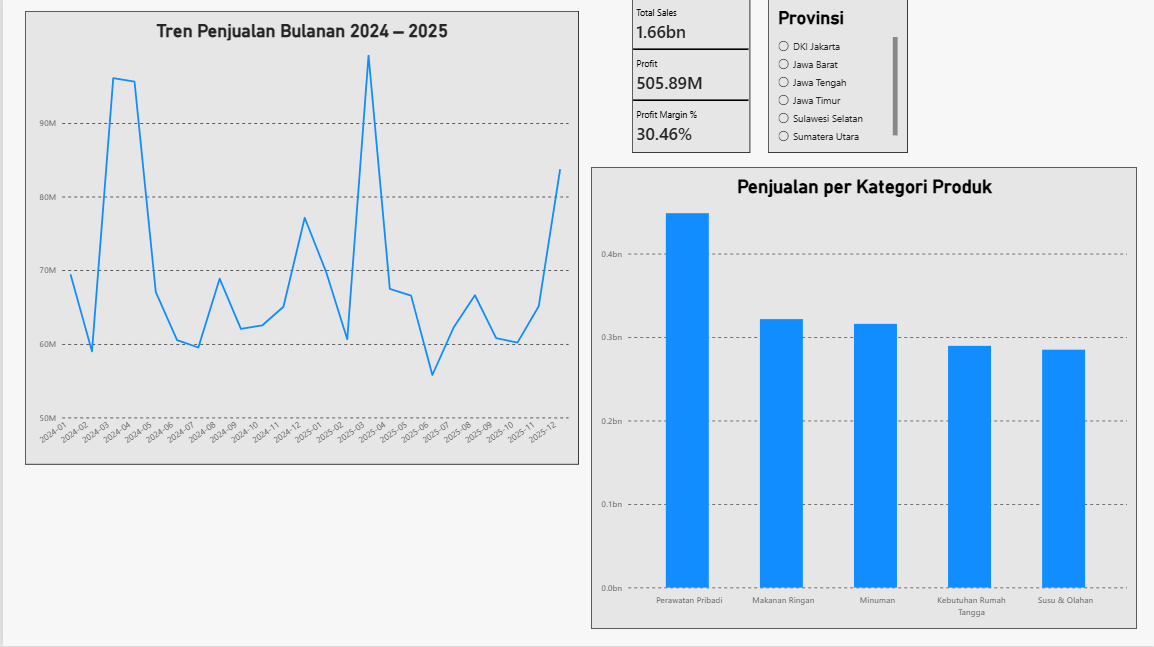 Tren Penjualan Bulanan 2024 – 2025
90M
80M
70M
60M
50M
2024-01
2024-02
2024-03
2024-04
2024-05
2024-06
2024-07
2024-08
2024-09
2024-10
2024-11
2024-12
2025-01
2025-02
2025-03
2025-04
2025-05
2025-06
2025-07
2025-08
2025-09
2025-10
2025-11
2025-12
Total Sales
1.66bn
Profit
505.89M
Profit Margin %
30.46%
Provinsi
DKI Jakarta
Jawa Barat
Jawa Tengah
Jawa Timur
Sulawesi Selatan
Sumatera Utara
Penjualan per Kategori Produk
0.4bn
0.3bn
0.2bn
0.1bn
0.0bn
Perawatan Pribadi
Makanan Ringan
Minuman
Kebutuhan Rumah
Tangga
Susu & Olahan